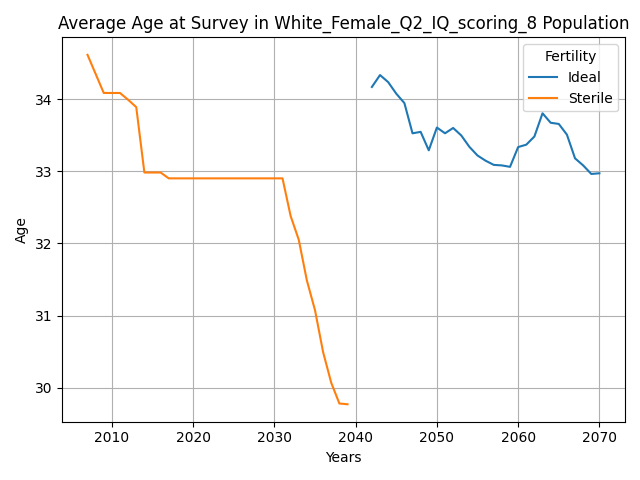 Average Age at Survey in White_Female_Q2_IQ_scoring_8 Population
Fertility
Ideal
Sterile
34
33
32
31
30
Age
2010 2020 2030 2040 2050 2060 2070
Years